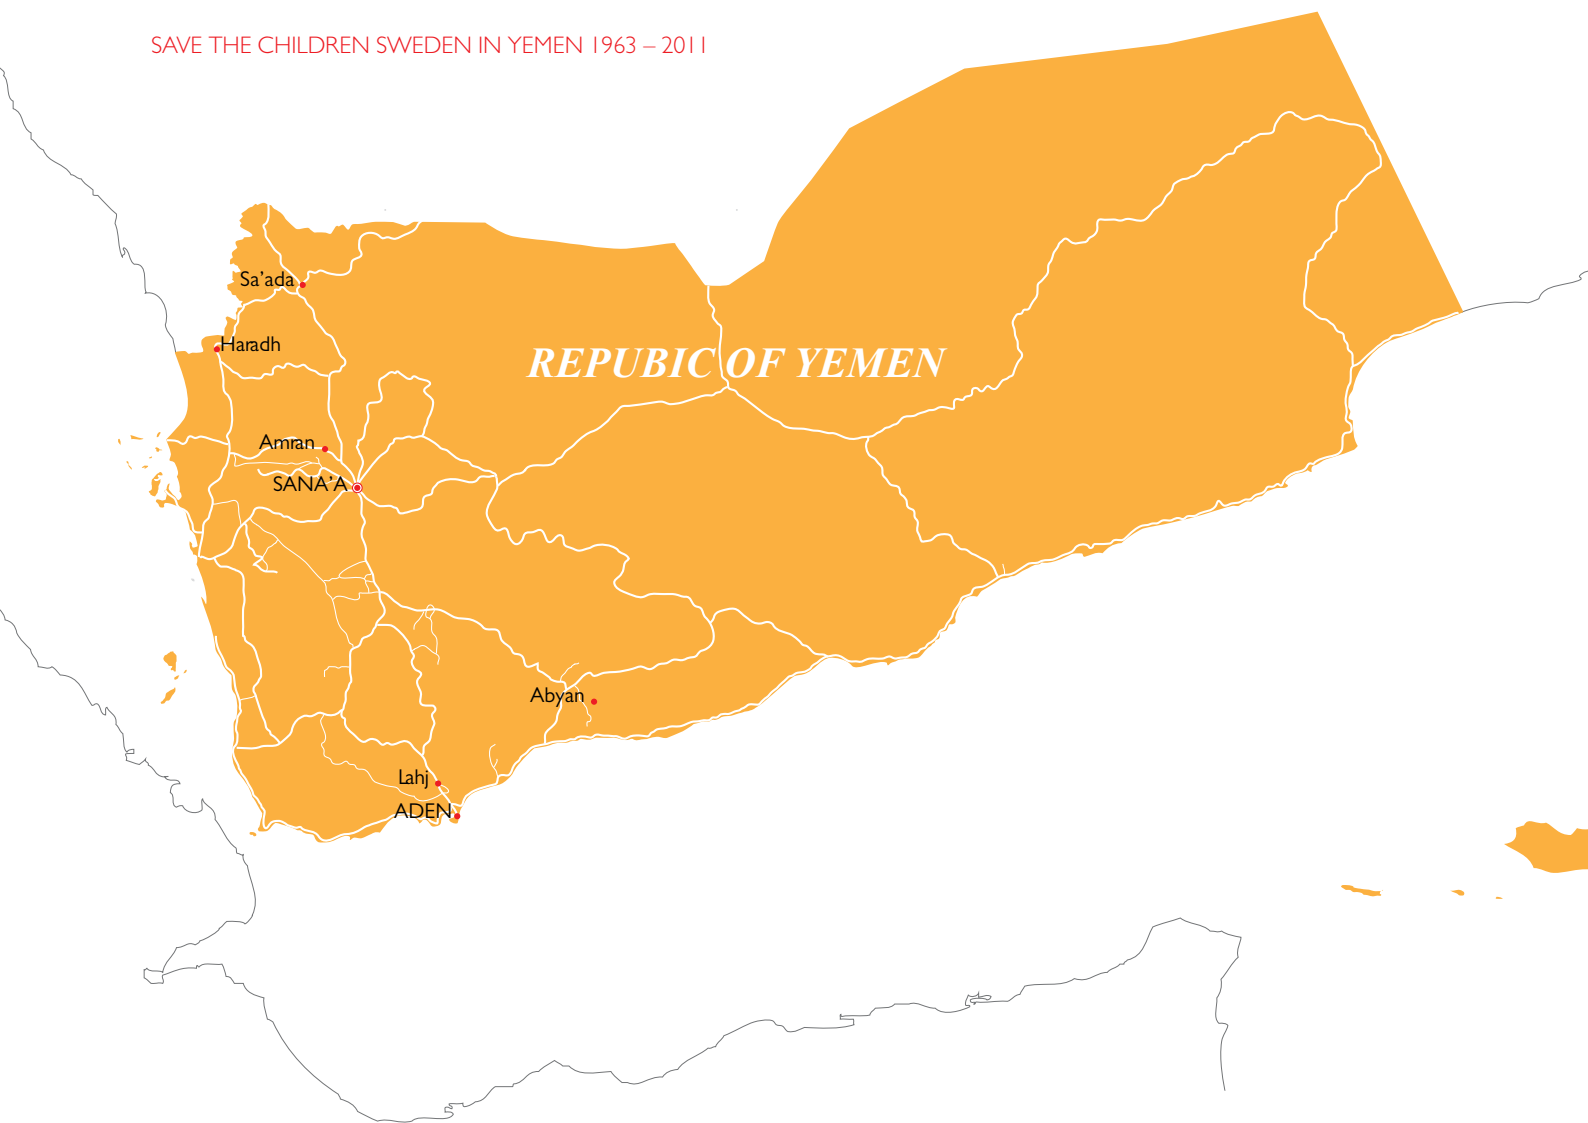 SAVE THE CHILDREN SWEDEN IN YEMEN 1963 – 2011
Sa’ada
Haradh
REPUBIC OF YEMEN
Amran
SANA’A
Abyan
Lahj
ADEN